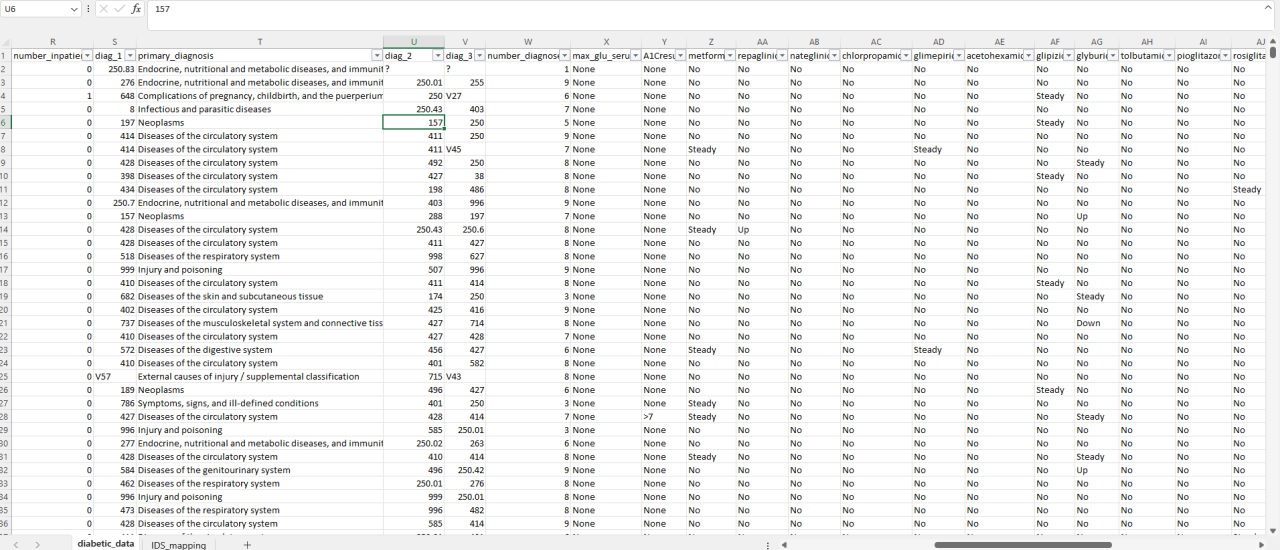 U6 fx 157
R S T U V W X Y Z AA AB AC AD AE AF AG AH AI AJ
1 number_inpatie diag_1 primary_diagnosis diag_2 diag_3 number_diagnose max_glu_seru A1Cresu metform repaglinic nateglinic chlorpropamic glimepirid acetohexamic glipizid glyburid tolbutamic pioglitazo rosiglita
2 0 250.83 Endocrine, nutritional and metabolic diseases, and immunit ? ? 1 None None No No No No No No No No No No No
3 0 276 Endocrine, nutritional and metabolic diseases, and immunit 250.01 255 9 None None No No No No No No No No No No No
4 1 648 Complications of pregnancy, childbirth, and the puerperium 250 V27 6 None None No No No No No No Steady No No No No
5 0 8 Infectious and parasitic diseases 250.43 403 7 None None No No No No No No No No No No No
6 0 197 Neoplasms 157 250 5 None None No No No No No No Steady No No No No
7 0 414 Diseases of the circulatory system 411 250 9 None None No No No No No No No No No No No
8 0 414 Diseases of the circulatory system 411 V45 7 None None Steady No No No Steady No No No No No No
9 0 428 Diseases of the circulatory system 492 250 8 None None No No No No No No No Steady No No No
10 0 398 Diseases of the circulatory system 427 38 8 None None No No No No No No Steady No No No No
11 0 434 Diseases of the circulatory system 198 486 8 None None No No No No No No No No No No Steady
12 0 250.7 Endocrine, nutritional and metabolic diseases, and immunit 403 996 9 None None No No No No No No No No No No No
13 0 157 Neoplasms 288 197 7 None None No No No No No No No Up No No No
14 0 428 Diseases of the circulatory system 250.43 250.6 8 None None Steady Up No No No No No No No No No
15 0 428 Diseases of the circulatory system 411 427 8 None None No No No No No No No No No No No
16 0 518 Diseases of the respiratory system 998 627 8 None None No No No No No No No No No No No
17 0 999 Injury and poisoning 507 996 9 None None No No No No No No No No No No No
18 0 410 Diseases of the circulatory system 411 414 8 None None No No No No No No Steady No No No No
19 0 682 Diseases of the skin and subcutaneous tissue 174 250 3 None None No No No No No No No Steady No No No
20 0 402 Diseases of the circulatory system 425 416 9 None None No No No No No No No No No No No
21 0 737 Diseases of the musculoskeletal system and connective tiss 427 714 8 None None No No No No No No No Down No No No
22 0 410 Diseases of the circulatory system 427 428 7 None None No No No No No No No No No No No
23 0 572 Diseases of the digestive system 456 427 6 None None Steady No No No Steady No No No No No No
24 0 410 Diseases of the circulatory system 401 582 8 None None No No No No No No No No No No No
25 0 V57 External causes of injury / supplemental classification 715 V43 8 None None No No No No No No No No No No No
26 0 189 Neoplasms 496 427 6 None None No No No No No No Steady No No No No
27 0 786 Symptoms, signs, and ill-defined conditions 401 250 3 None None Steady No No No No No No No No No No
28 0 427 Diseases of the circulatory system 428 414 7 None >7 Steady No No No No No No Steady No No No
29 0 996 Injury and poisoning 585 250.01 3 None None No No No No No No No No No No No
30 0 277 Endocrine, nutritional and metabolic diseases, and immunit 250.02 263 6 None None No No No No No No No No No No No
31 0 428 Diseases of the circulatory system 410 414 8 None None Steady No No No No No No Steady No No No
32 0 584 Diseases of the genitourinary system 496 250.42 9 None None No No No No No No No Up No No No
33 0 462 Diseases of the respiratory system 250.01 276 8 None None No No No No No No No No No No No
34 0 996 Injury and poisoning 999 250.01 8 None None No No No No No No No No No No No
35 0 473 Diseases of the respiratory system 996 482 8 None None No No No No No No No No No No No
36 0 428 Diseases of the circulatory system 585 414 9 None None No No No No No No No No No No No
diabetic_data IDS_mapping